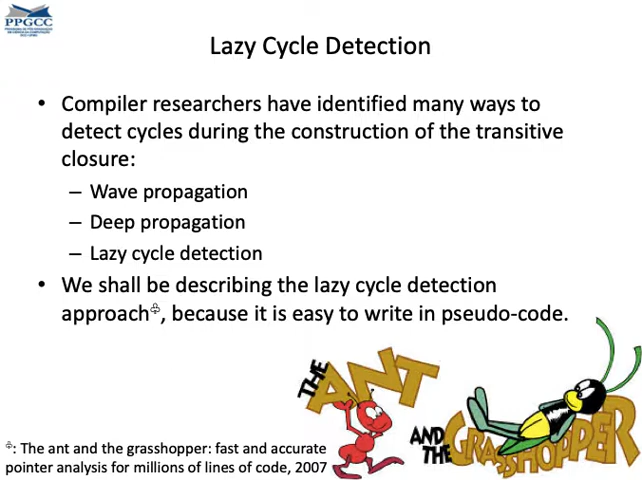 PPGCC
Lazy Cycle Detection
• Compiler researchers have identified many ways to
detect cycles during the construction of the transitive
closure:
– Wave propagation
– Deep propagation
– Lazy cycle detection
• We shall be describing the lazy cycle detection
approach♧, because it is easy to write in pseudo-code.
THE ANT
AND THE GRASSHOPPER
♧: The ant and the grasshopper: fast and accurate
pointer analysis for millions of lines of code, 2007